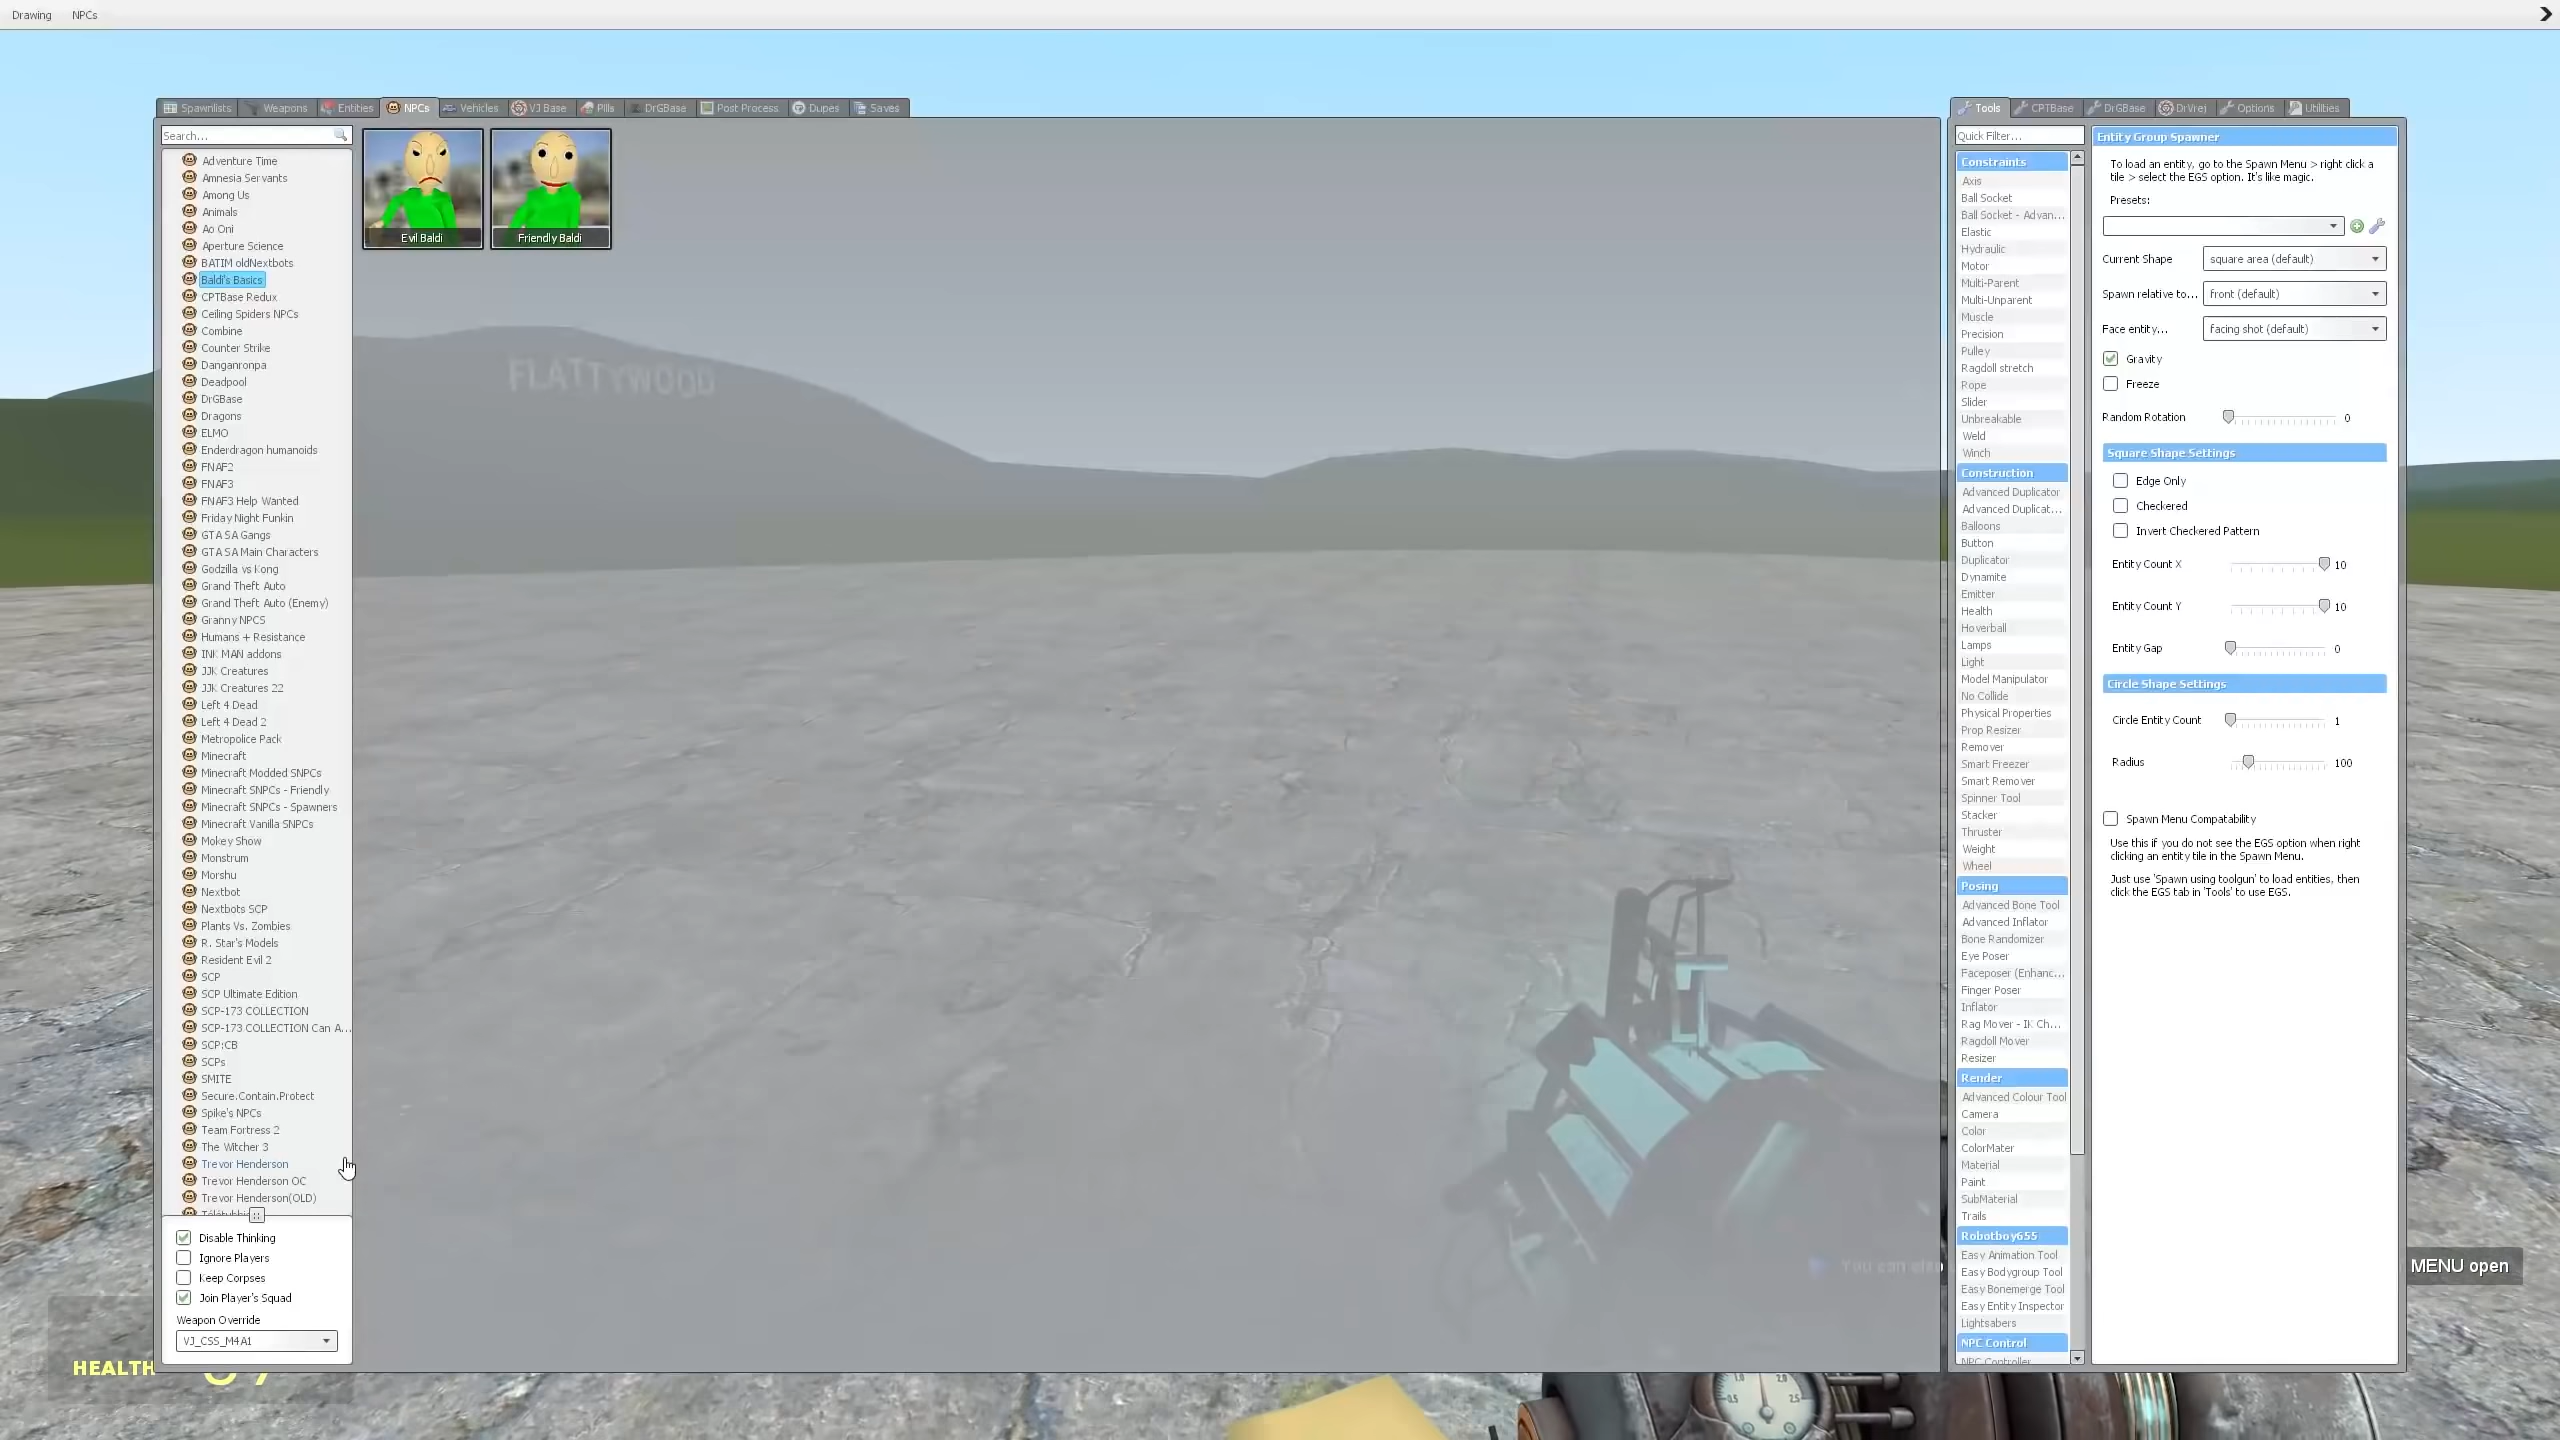 Drawing NPCs
Spawnlists Weapons Entities NPCs Vehicles VJ Base Pills DrGBase Post Process Dupes Saves
Search...
Adventure Time
Amnesia Servants
Among Us
Animals
Ao Oni
Aperture Science
BATIM oldNextbots
Baldi's Basics
CPTBase Redux
Ceiling Spiders NPCs
Combine
Counter Strike
Danganronpa
Deadpool
DrGBase
Dragons
ELMO
Enderdragon humanoids
FNAF2
FNAF3
FNAF3 Help Wanted
Friday Night Funkin
GTA SA Gangs
GTA SA Main Characters
Godzilla vs Kong
Grand Theft Auto
Grand Theft Auto (Enemy)
Granny NPCS
Humans + Resistance
INK MAN addons
JJK Creatures
JJK Creatures 22
Left 4 Dead
Left 4 Dead 2
Metropolice Pack
Minecraft
Minecraft Modded SNPCs
Minecraft SNPCs - Friendly
Minecraft SNPCs - Spawners
Minecraft Vanilla SNPCs
Mokey Show
Monstrum
Morshu
Nextbot
Nextbots SCP
Plants Vs. Zombies
R. Star's Models
Resident Evil 2
SCP
SCP Ultimate Edition
SCP-173 COLLECTION
SCP-173 COLLECTION Can A...
SCP:CB
SCPs
SMITE
Secure.Contain.Protect
Spike's NPCs
Team Fortress 2
The Witcher 3
Trevor Henderson
Trevor Henderson OC
Trevor Henderson(OLD)
Disable Thinking
Ignore Players
Keep Corpses
Join Player's Squad
Weapon Override
VJ_CSS_M4A1
HEALTH
Evil Baldi
Friendly Baldi
FLATTYWOOD
You can also
MENU open
Tools CPTBase DrGBase DrVrej Options Utilities
Quick Filter...
Constraints
Axis
Ball Socket
Ball Socket - Advan...
Elastic
Hydraulic
Motor
Multi-Parent
Multi-Unparent
Muscle
Precision
Pulley
Ragdoll stretch
Rope
Slider
Unbreakable
Weld
Winch
Construction
Advanced Duplicator
Advanced Duplicat...
Balloons
Button
Duplicator
Dynamite
Emitter
Health
Hoverball
Lamps
Light
Model Manipulator
No Collide
Physical Properties
Prop Resizer
Remover
Smart Freezer
Smart Remover
Spinner Tool
Stacker
Thruster
Weight
Wheel
Posing
Advanced Bone Tool
Advanced Inflator
Bone Randomizer
Eye Poser
Faceposer (Enhanc...
Finger Poser
Inflator
Rag Mover - IK Ch...
Ragdoll Mover
Resizer
Render
Advanced Colour Tool
Camera
Color
ColorMater
Material
Paint
SubMaterial
Trails
Robotboy655
Easy Animation Tool
Easy Bodygroup Tool
Easy Bonemerge Tool
Easy Entity Inspector
Lightsabers
NPC Control
NPC Controller
Entity Group Spawner
To load an entity, go to the Spawn Menu > right click a
tile > select the EGS option. It's like magic.
Presets:
Current Shape square area (default)
Spawn relative to... front (default)
Face entity... facing shot (default)
Gravity
Freeze
Random Rotation 0
Square Shape Settings
Edge Only
Checkered
Invert Checkered Pattern
Entity Count X 10
Entity Count Y 10
Entity Gap 0
Circle Shape Settings
Circle Entity Count 1
Radius 100
Spawn Menu Compatability
Use this if you do not see the EGS option when right
clicking an entity tile in the Spawn Menu.
Just use 'Spawn using toolgun' to load entities, then
click the EGS tab in 'Tools' to use EGS.